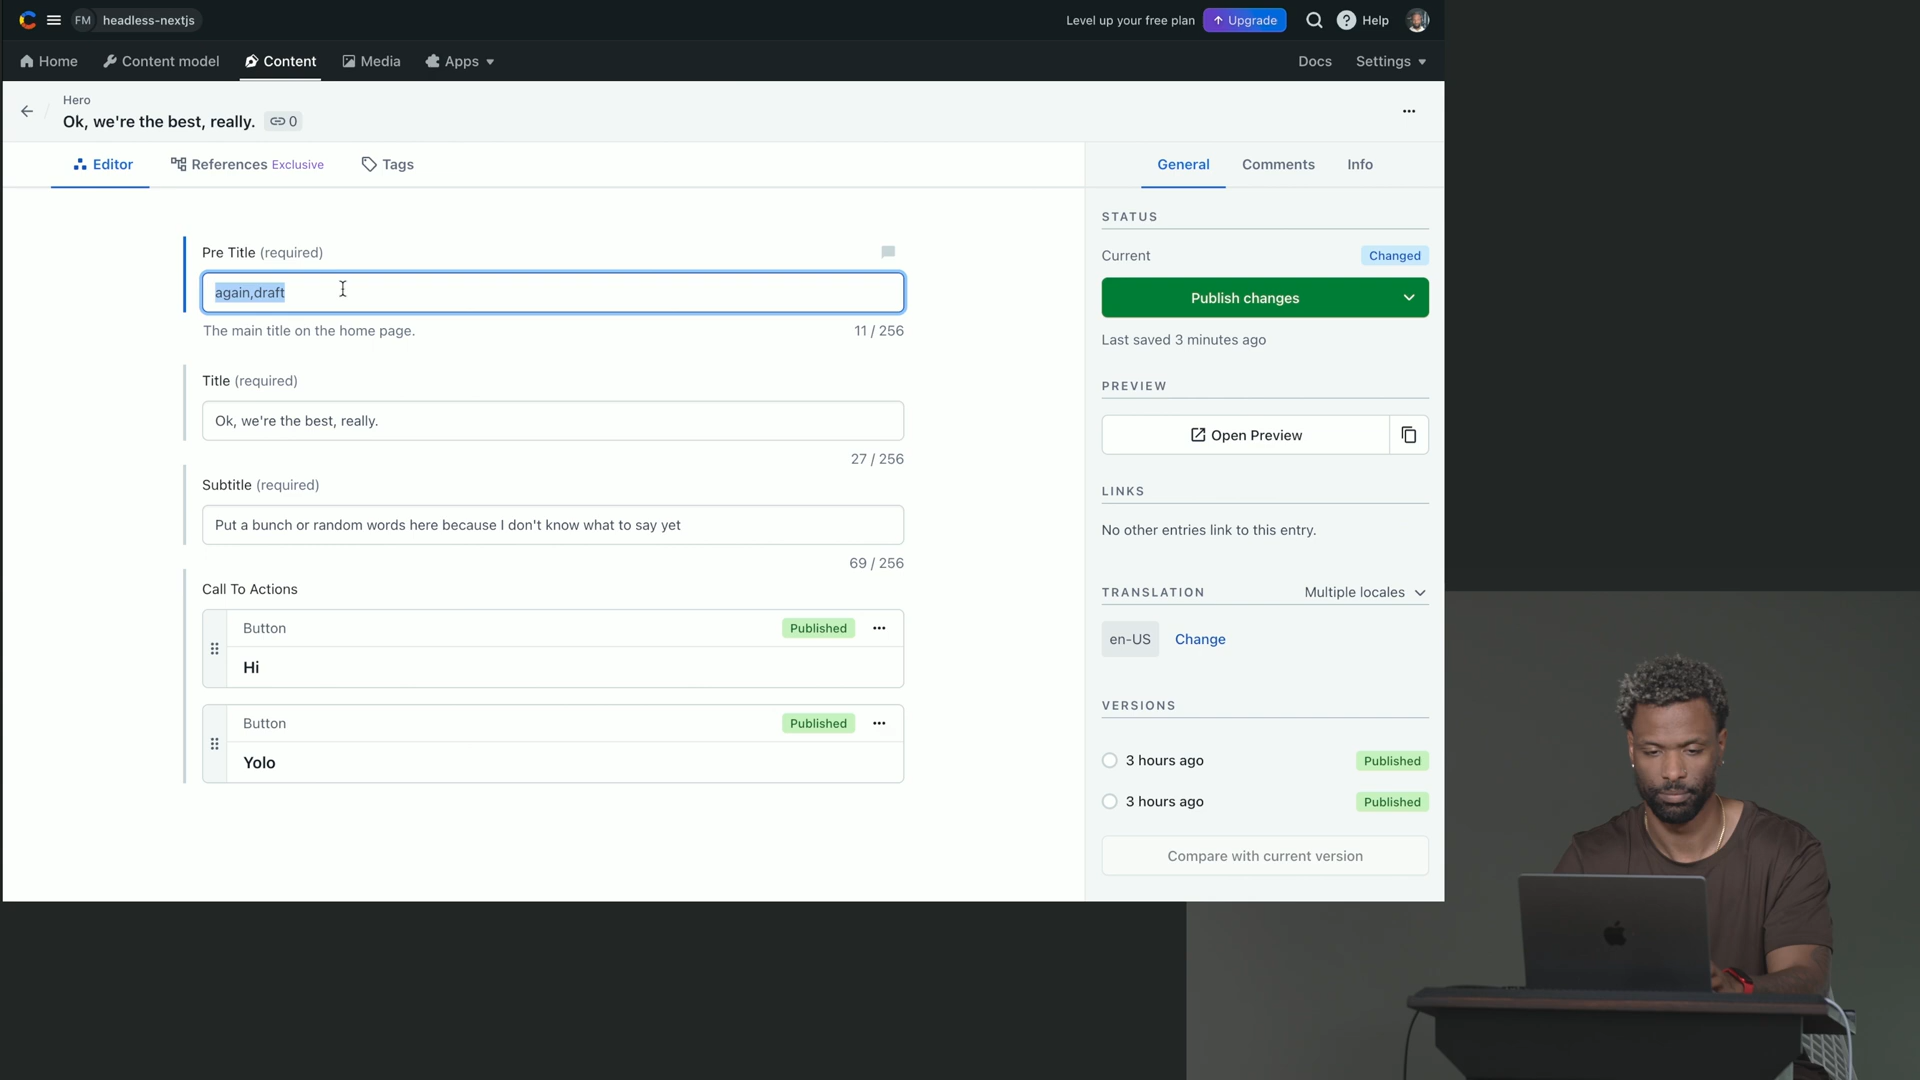 FM headless-nextjs
Level up your free plan
Upgrade
Help
Home
Content model
Content
Media
Apps
Docs
Settings
Hero
Ok, we're the best, really.
0
Editor
References Exclusive
Tags
General
Comments
Info
Pre Title (required)
again,draft
The main title on the home page.
11 / 256
Title (required)
Ok, we're the best, really.
27 / 256
Subtitle (required)
Put a bunch or random words here because I don't know what to say yet
69 / 256
Call To Actions
Button
Published
Hi
Button
Published
Yolo
STATUS
Current
Changed
Publish changes
Last saved 3 minutes ago
PREVIEW
Open Preview
LINKS
No other entries link to this entry.
TRANSLATION
Multiple locales
en-US
Change
VERSIONS
3 hours ago
Published
3 hours ago
Published
Compare with current version